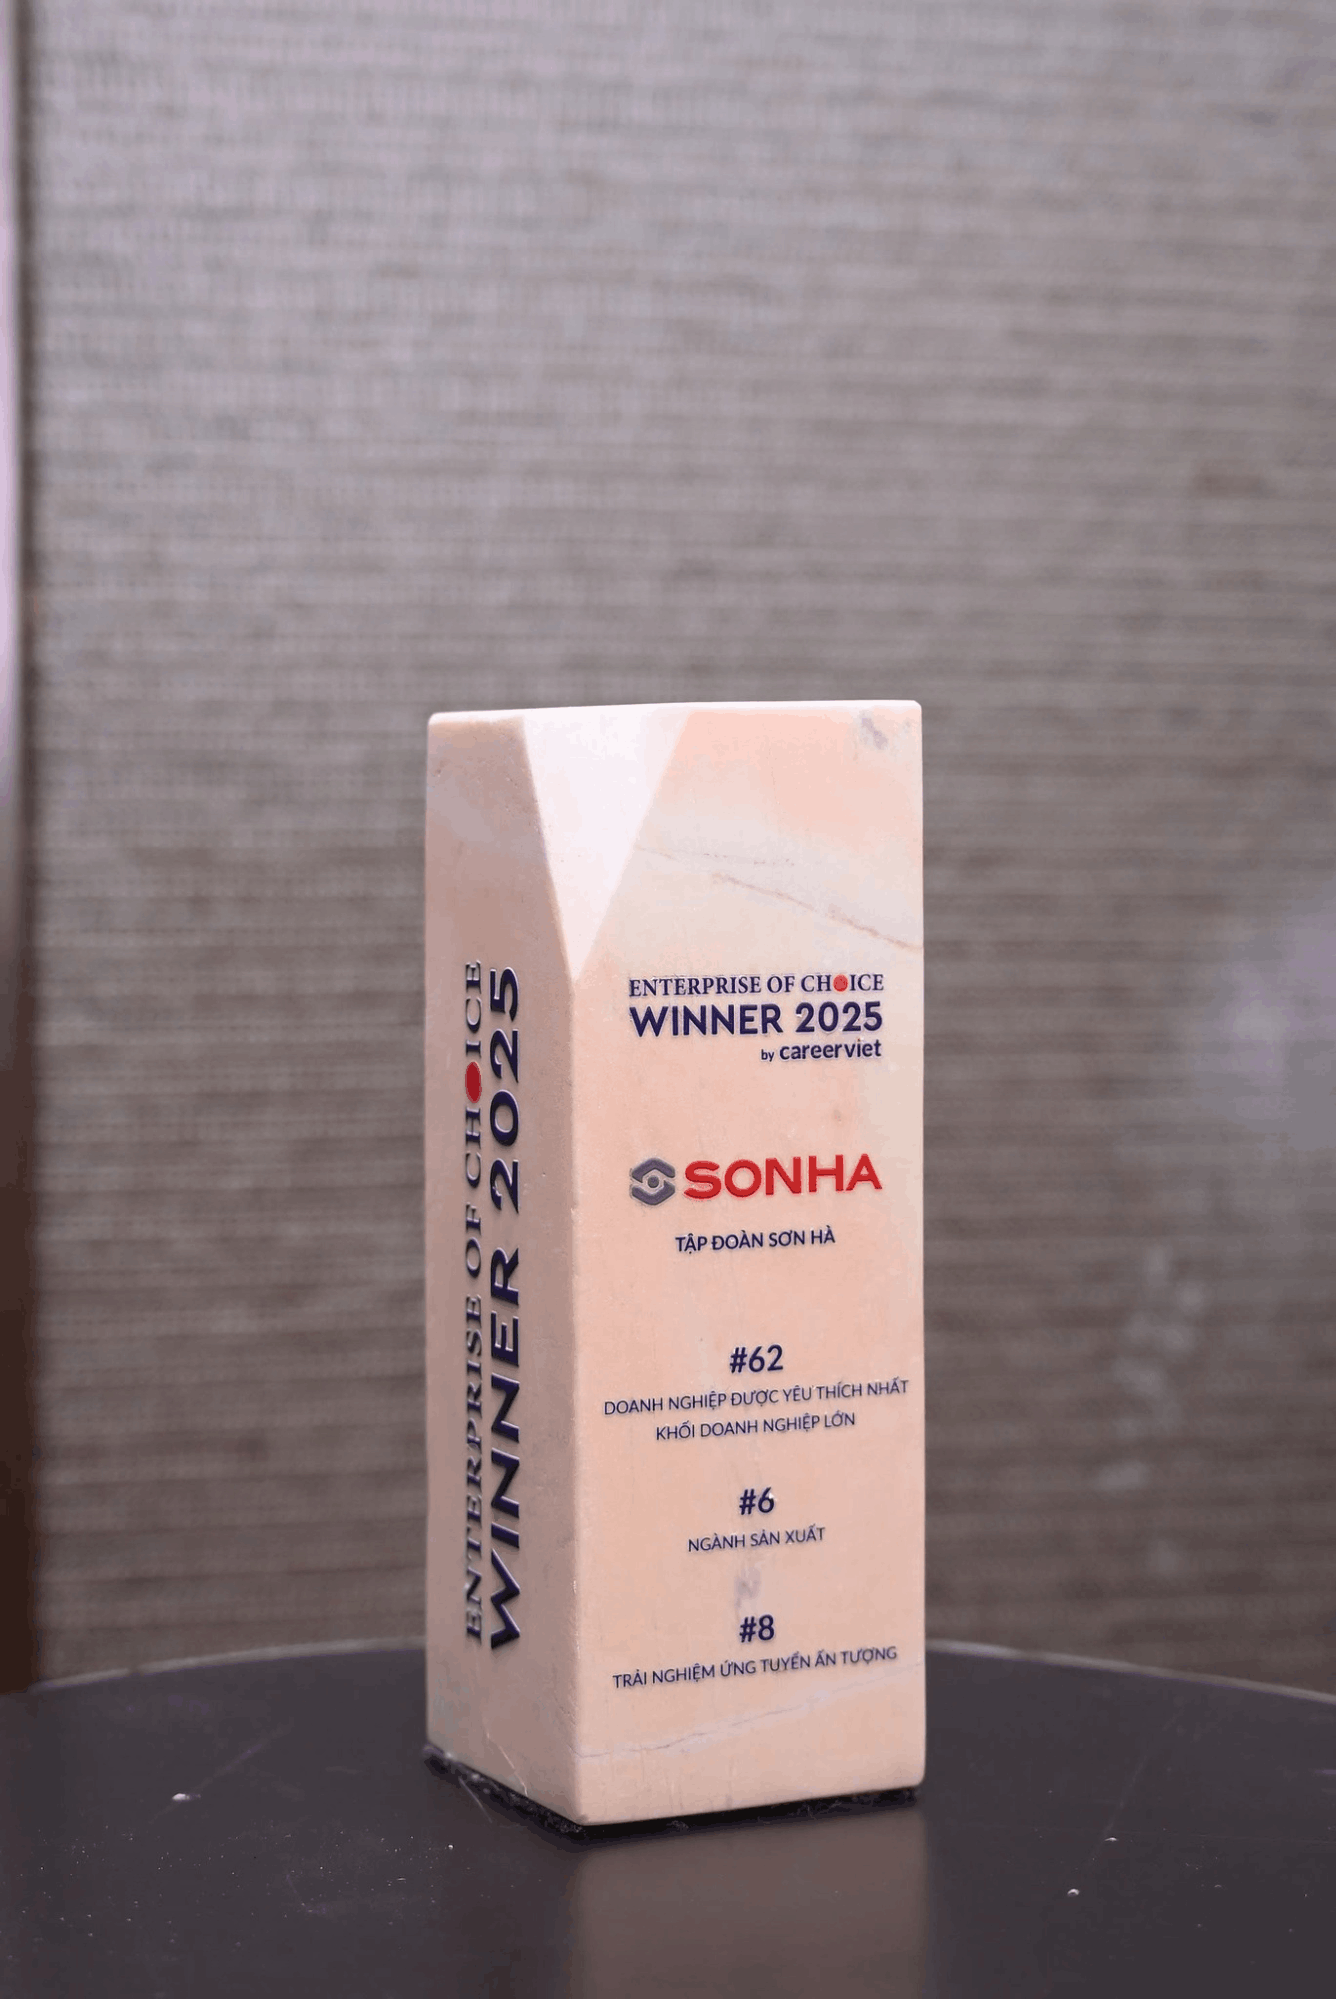 ENTERPRISE OF CHOICE
WINNER 2025
ENTERPRISE OF CHOICE
WINNER 2025
by careerviet
SONHA
TẬP ĐOÀN SƠN HÀ
#62
DOANH NGHIỆP ĐƯỢC YÊU THÍCH NHẤT
KHỐI DOANH NGHIỆP LỚN
#6
NGÀNH SẢN XUẤT
#8
TRẢI NGHIỆM ỨNG TUYỂN ẤN TƯỢNG